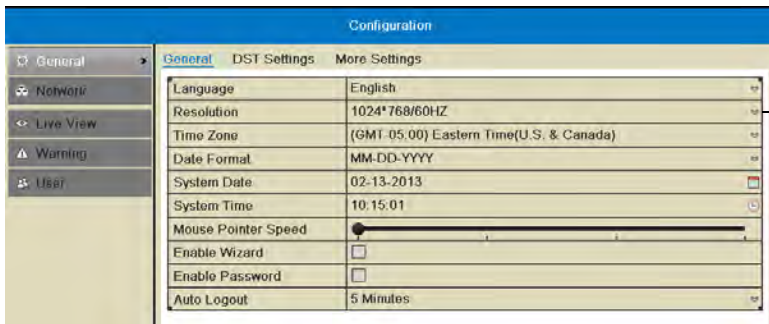 Configuration
General
Network
Live View
Warning
User
General DST Settings More Settings
Language English
Resolution 1024*768/60HZ
Time Zone (GMT-05:00) Eastern Time(U.S. & Canada)
Date Format MM-DD-YYYY
System Date 02-13-2013
System Time 10:15:01
Mouse Pointer Speed
Enable Wizard
Enable Password
Auto Logout 5 Minutes